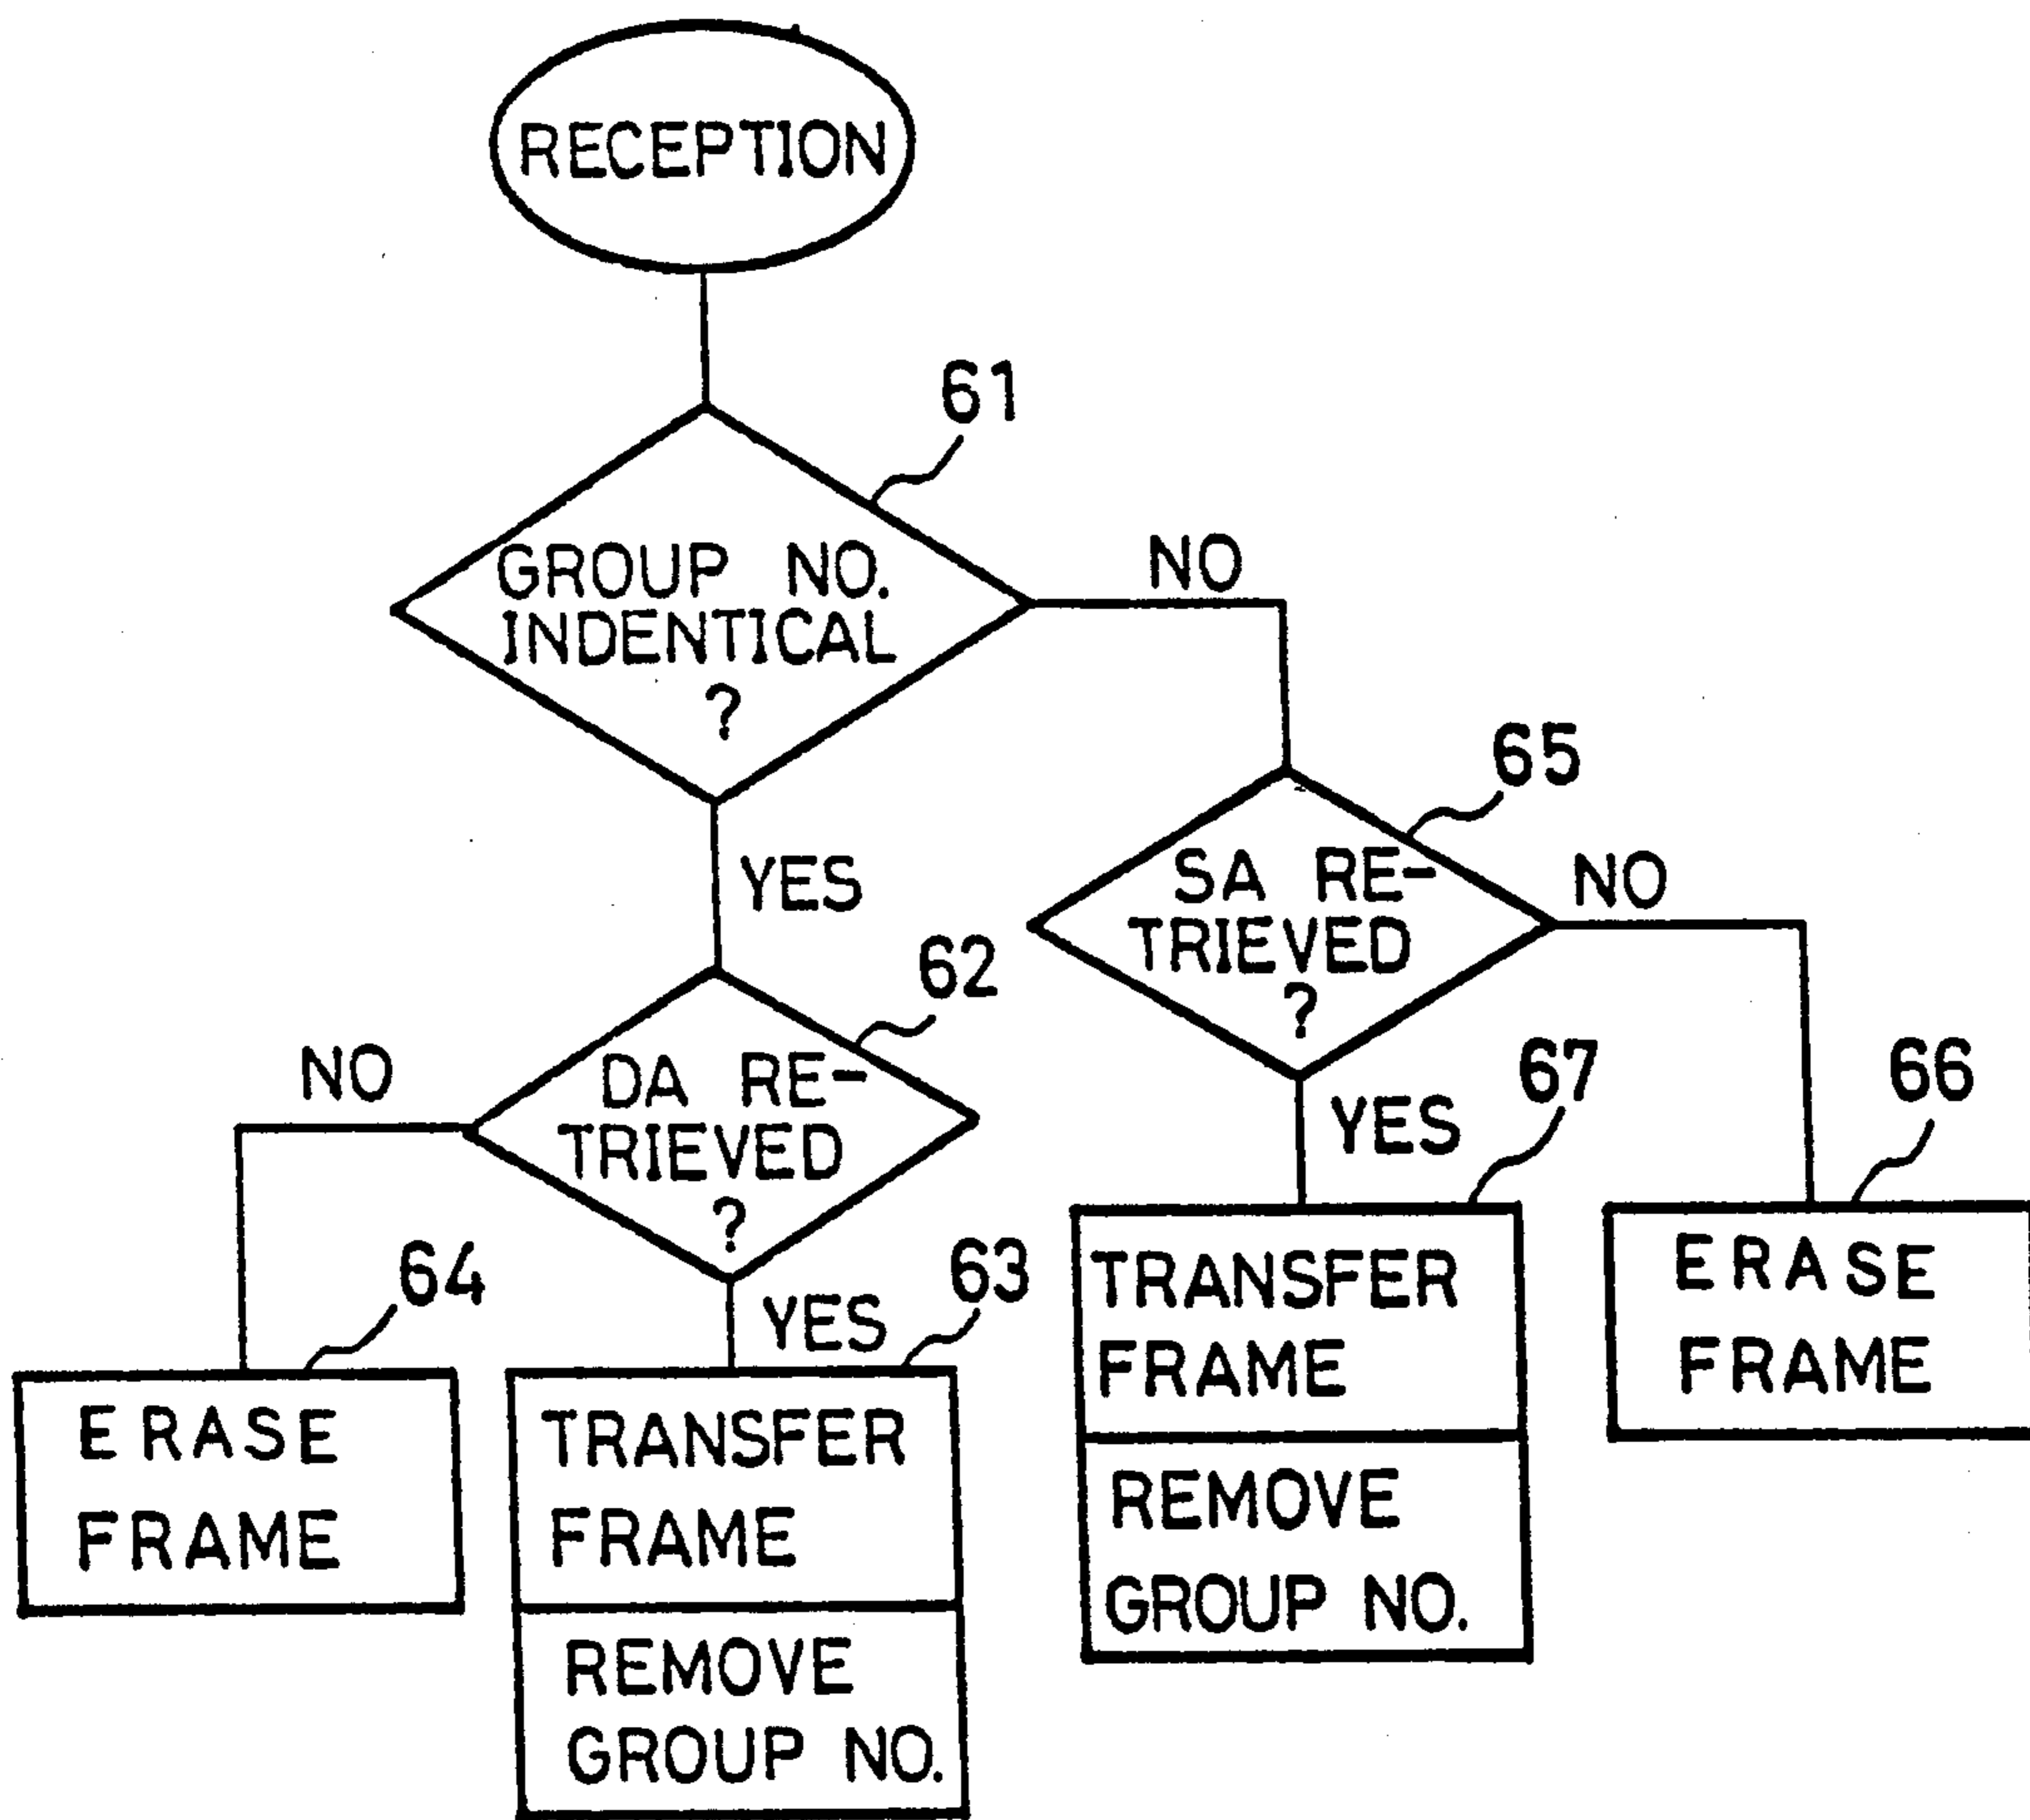 RECEPTION
61
GROUP NO.
INDENTICAL
?
NO
YES
65
SA RE-
TRIEVED
?
NO
62
DA RE-
TRIEVED
?
NO
YES
67
66
64
YES
63
TRANSFER
FRAME
REMOVE
GROUP NO.
ERASE
FRAME
ERASE
FRAME
TRANSFER
FRAME
REMOVE
GROUP NO.